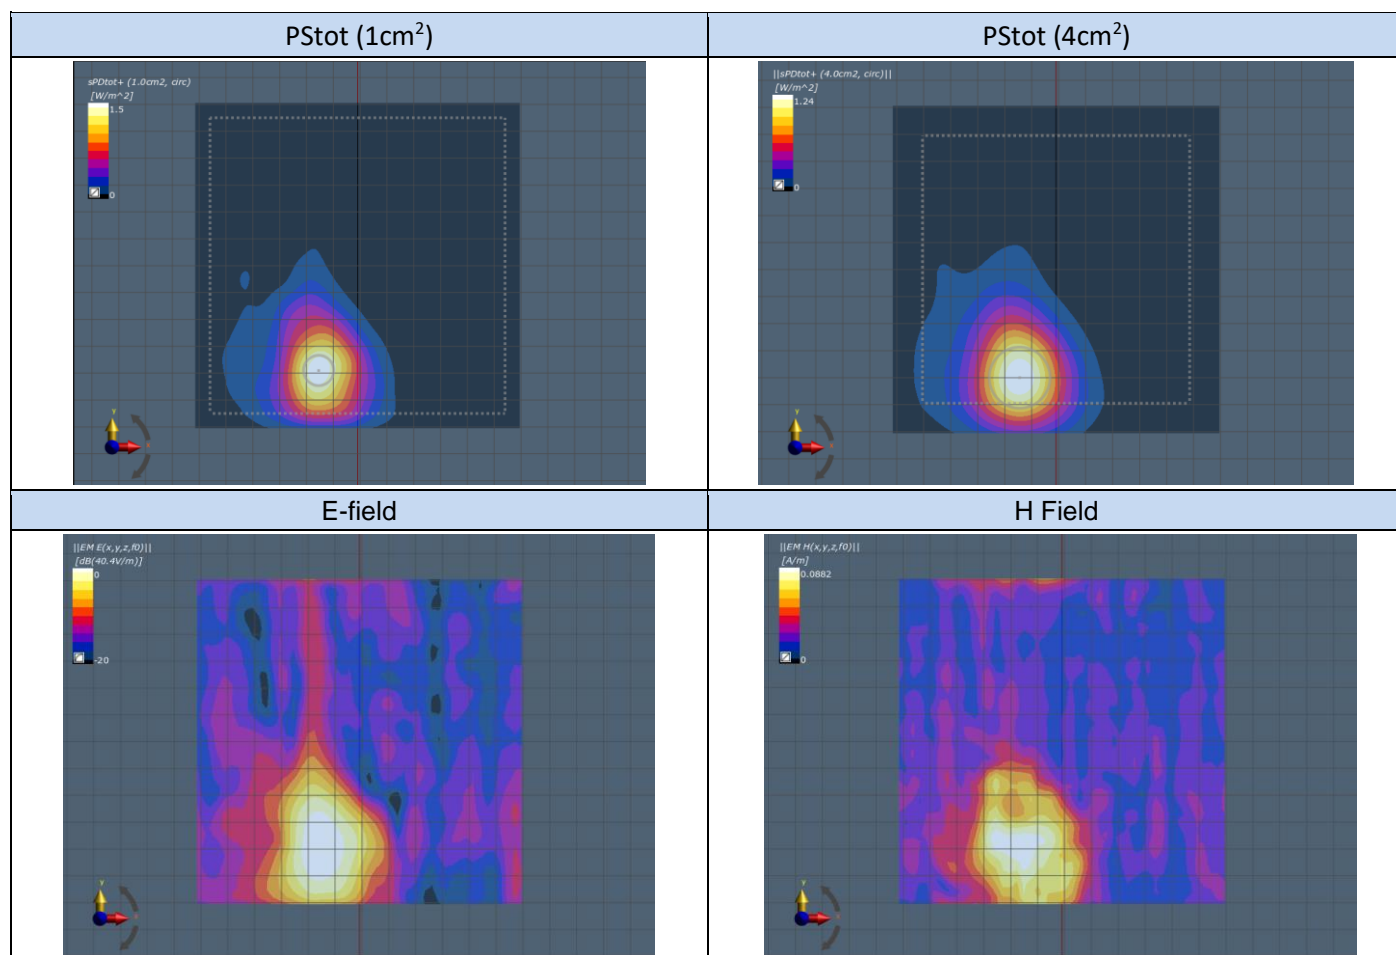 PStot (1cm²)
PStot (4cm²)
sPDtot+ (1.0cm2, circ)
[W/m^2]
1.5
0
||sPDtot+ (4.0cm2, circ)||
[W/m^2]
1.24
0
Y
X
Y
X
E-field
H Field
||EM E(x,y,z,f0)||
[dB(40.4V/m)]
0
-20
||EM H(x,y,z,f0)||
[A/m]
0.0882
0
Y
X
Y
X